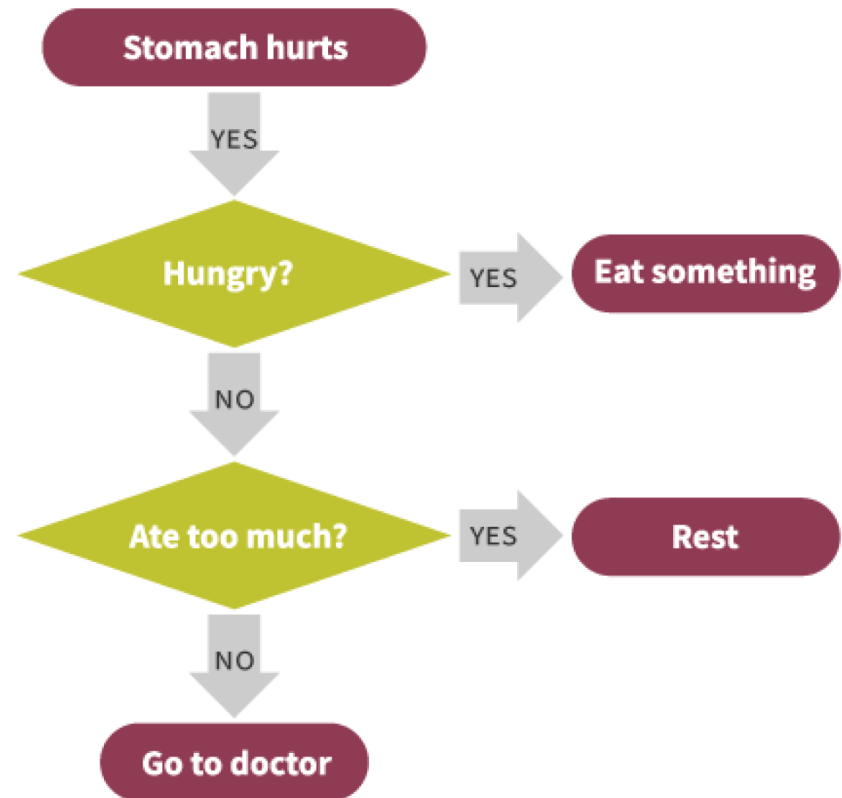 Stomach hurts
YES
Hungry?
YES
Eat something
NO
Ate too much?
YES
Rest
NO
Go to doctor